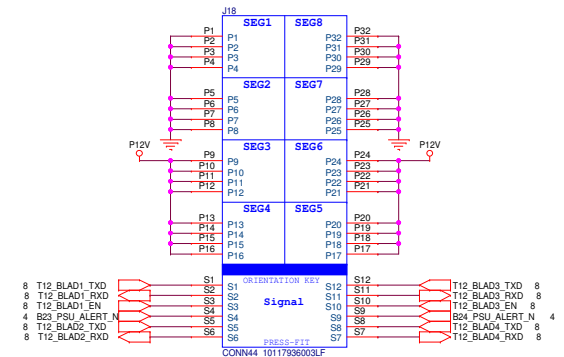 J18
SEG1 SEG8
P1 P1 P32 P32
P2 P2 P31 P31
P3 P3 P30 P30
P4 P4 P29 P29
SEG2 SEG7
P5 P5 P28 P28
P6 P6 P27 P27
P7 P7 P26 P26
P8 P8 P25 P25
P12V SEG3 SEG6 P12V
P9 P9 P24 P24
P10 P10 P23 P23
P11 P11 P22 P22
P12 P12 P21 P21
SEG4 SEG5
P13 P13 P20 P20
P14 P14 P19 P19
P15 P15 P18 P18
P16 P16 P17 P17
ORIENTATION KEY
8 T12_BLAD1_TXD S1 S1 S12 S12 T12_BLAD3_TXD 8
8 T12_BLAD1_RXD S2 S2 S11 S11 T12_BLAD3_RXD 8
8 T12_BLAD1_EN S3 S3 Signal S10 S10 T12_BLAD3_EN 8
4 B23_PSU_ALERT_N S4 S4 S9 S9 B24_PSU_ALERT_N 4
8 T12_BLAD2_TXD S5 S5 S8 S8 T12_BLAD4_TXD 8
8 T12_BLAD2_RXD S6 S6 S7 S7 T12_BLAD4_RXD 8
PRESS-FIT
CONN44 10117936003LF